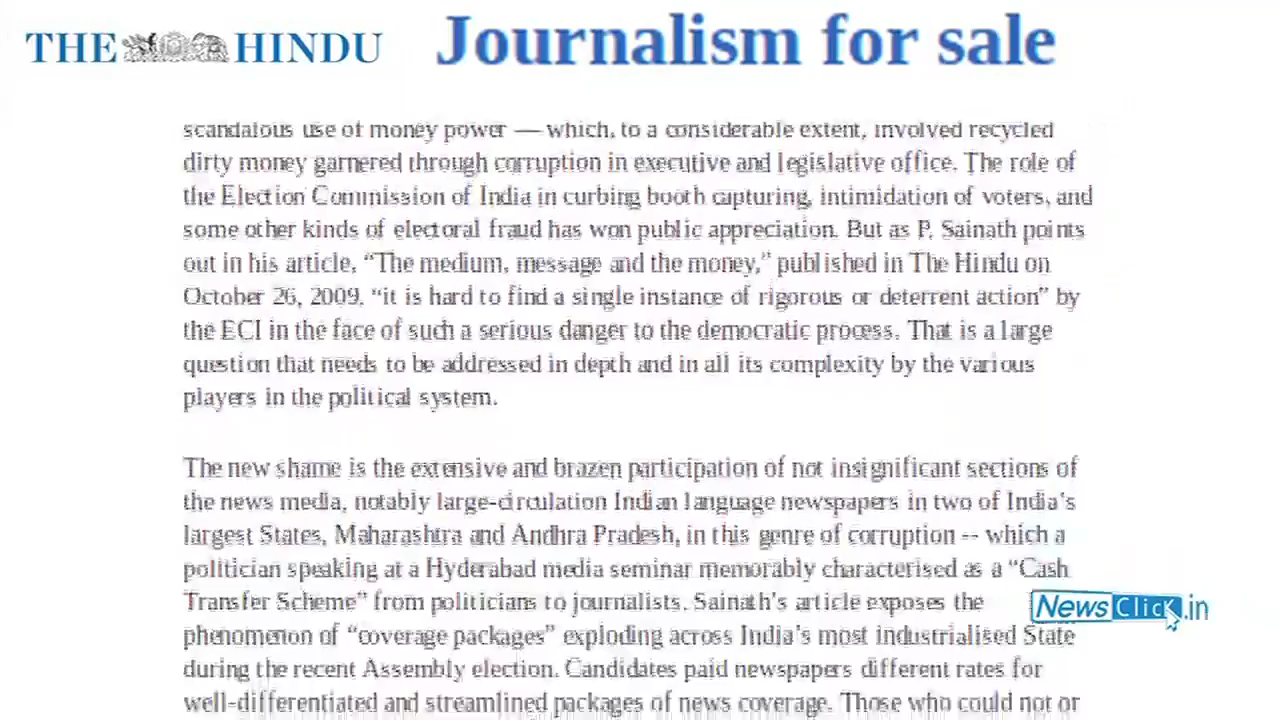 THE HINDU
Journalism for sale
scandalous use of money power — which, to a considerable extent, involved recycled
dirty money garnered through corruption in executive and legislative office. The role of
the Election Commission of India in curbing booth capturing, intimidation of voters, and
some other kinds of electoral fraud has won public appreciation. But as P. Sainath points
out in his article, “The medium, message and the money,” published in The Hindu on
October 26, 2009, “it is hard to find a single instance of rigorous or deterrent action” by
the ECI in the face of such a serious danger to the democratic process. That is a large
question that needs to be addressed in depth and in all its complexity by the various
players in the political system.
The new shame is the extensive and brazen participation of not insignificant sections of
the news media, notably large-circulation Indian language newspapers in two of India's
largest States, Maharashtra and Andhra Pradesh, in this genre of corruption -- which a
politician speaking at a Hyderabad media seminar memorably characterised as a “Cash
Transfer Scheme” from politicians to journalists. Sainath's article exposes the
phenomenon of “coverage packages” exploding across India's most industrialised State
during the recent Assembly election. Candidates paid newspapers different rates for
well-differentiated and streamlined packages of news coverage. Those who could not or
NewsClick.in